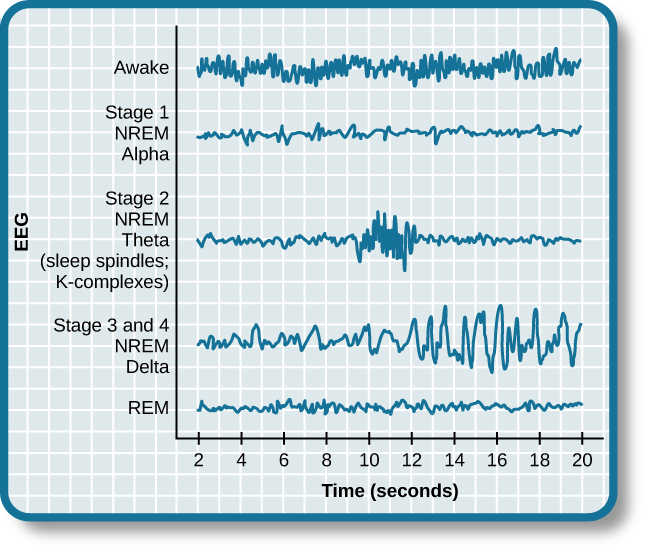 Awake
Stage 1
NREM
Alpha
Stage 2
NREM
Theta
(sleep spindles;
K-complexes)
EEG
Stage 3 and 4
NREM
Delta
REM
2 4 6 8 10 12 14 16 18 20
Time (seconds)